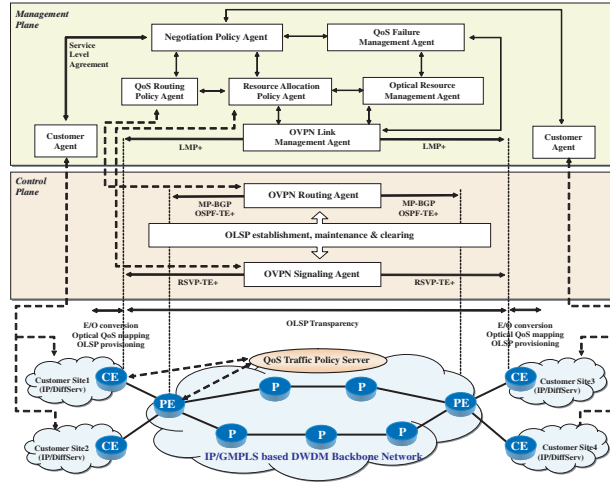 Management
Plane
Negotiation Policy Agent
QoS Failure
Management Agent
Service
Level
Agreement
QoS Routing
Policy Agent
Resource Allocation
Policy Agent
Optical Resource
Management Agent
Customer
Agent
OVPN Link
Management Agent
Customer
Agent
LMP+
LMP+
Control
Plane
OVPN Routing Agent
MP-BGP
OSPF-TE+
MP-BGP
OSPF-TE+
OLSP establishment, maintenance & clearing
OVPN Signaling Agent
RSVP-TE+
RSVP-TE+
E/O conversion
Optical QoS mapping
OLSP provisioning
OLSP Transparency
E/O conversion
Optical QoS mapping
OLSP provisioning
QoS Traffic Policy Server
Customer Site1
(IP/DiffServ)
CE
CE
Customer Site3
(IP/DiffServ)
PE
P
P
PE
Customer Site2
(IP/DiffServ)
CE
P
P
P
CE
Customer Site4
(IP/DiffServ)
IP/GMPLS based DWDM Backbone Network